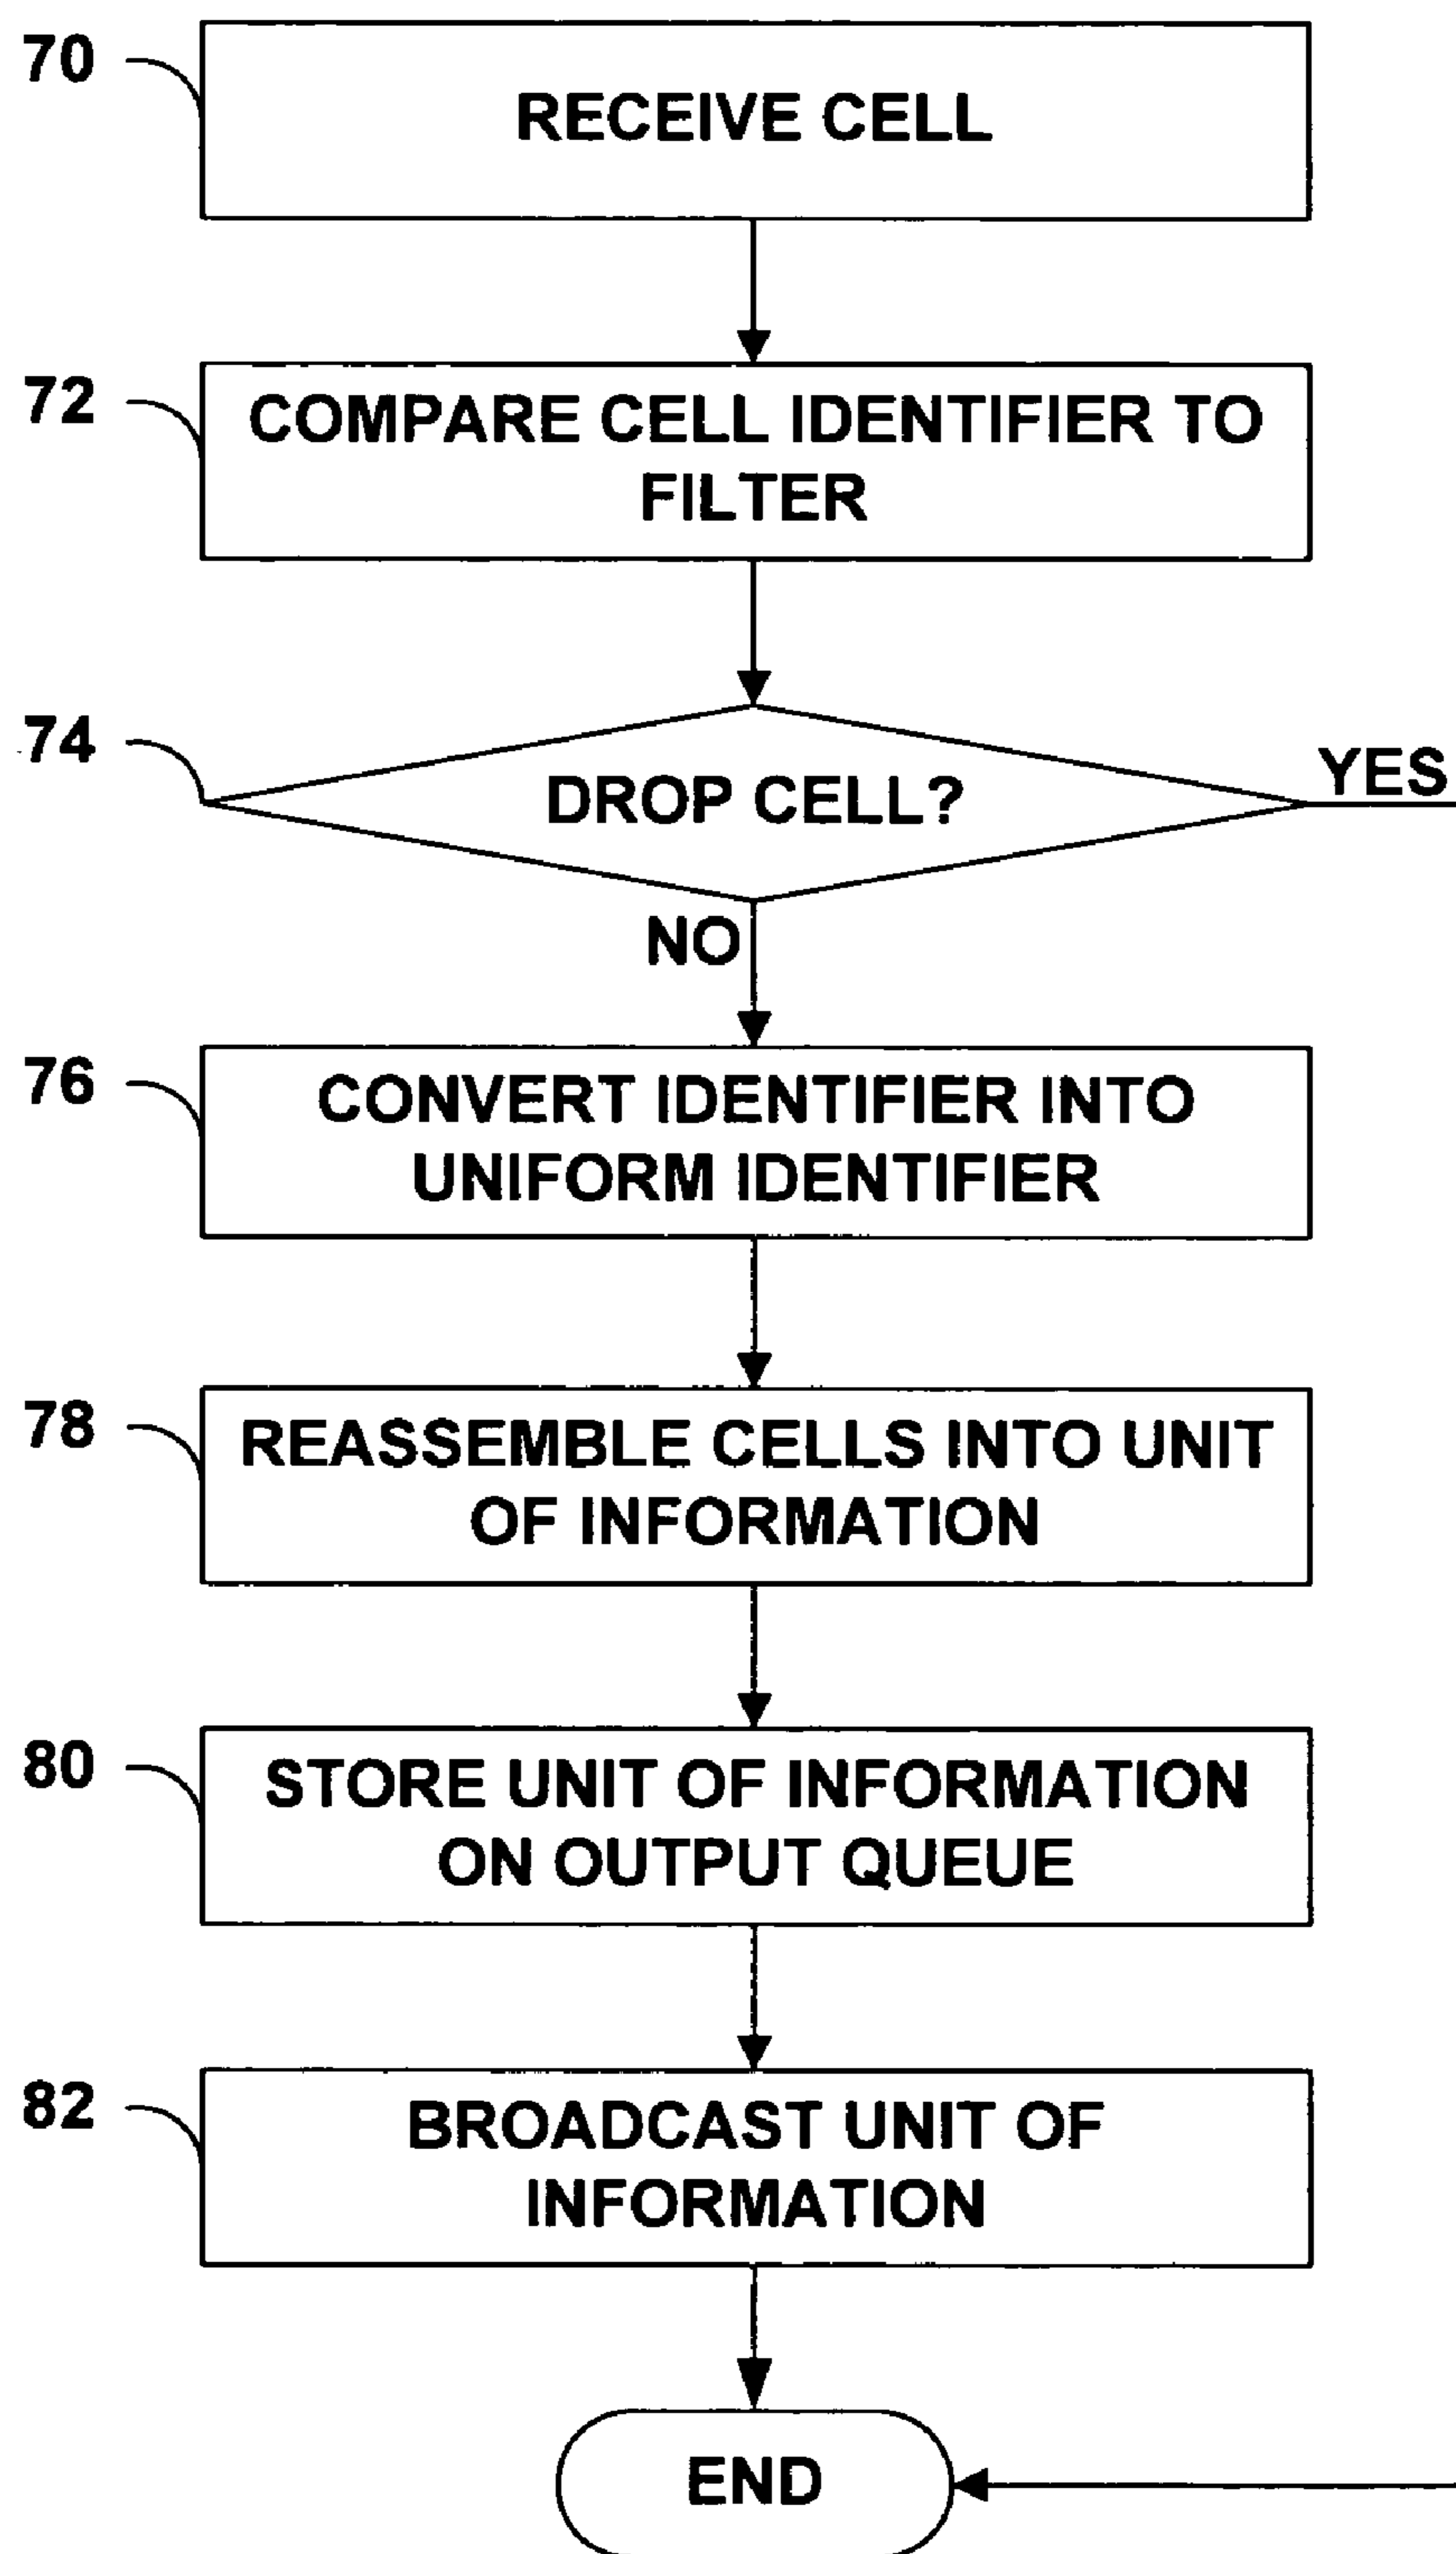 70
RECEIVE CELL
72
COMPARE CELL IDENTIFIER TO
FILTER
74
DROP CELL?
YES
NO
76
CONVERT IDENTIFIER INTO
UNIFORM IDENTIFIER
78
REASSEMBLE CELLS INTO UNIT
OF INFORMATION
80
STORE UNIT OF INFORMATION
ON OUTPUT QUEUE
82
BROADCAST UNIT OF
INFORMATION
END